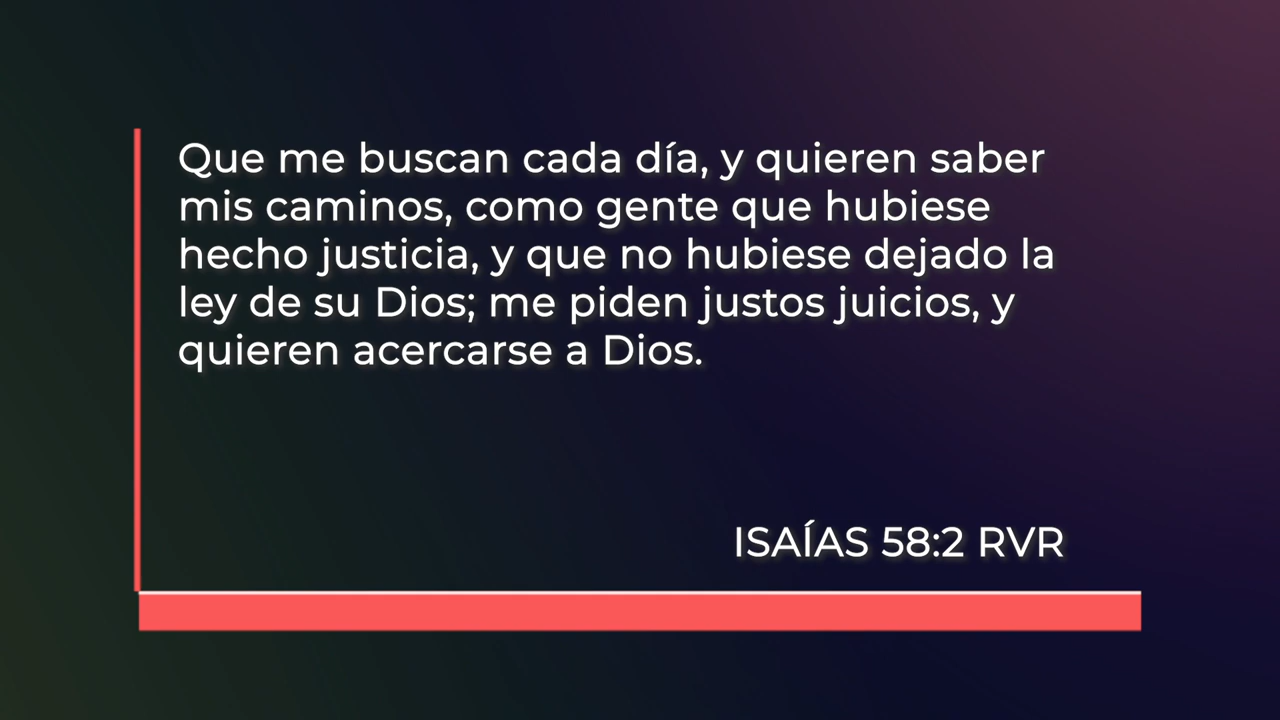 Que me buscan cada día, y quieren saber
mis caminos, como gente que hubiese
hecho justicia, y que no hubiese dejado la
ley de su Dios; me piden justos juicios, y
quieren acercarse a Dios.
ISAÍAS 58:2 RVR